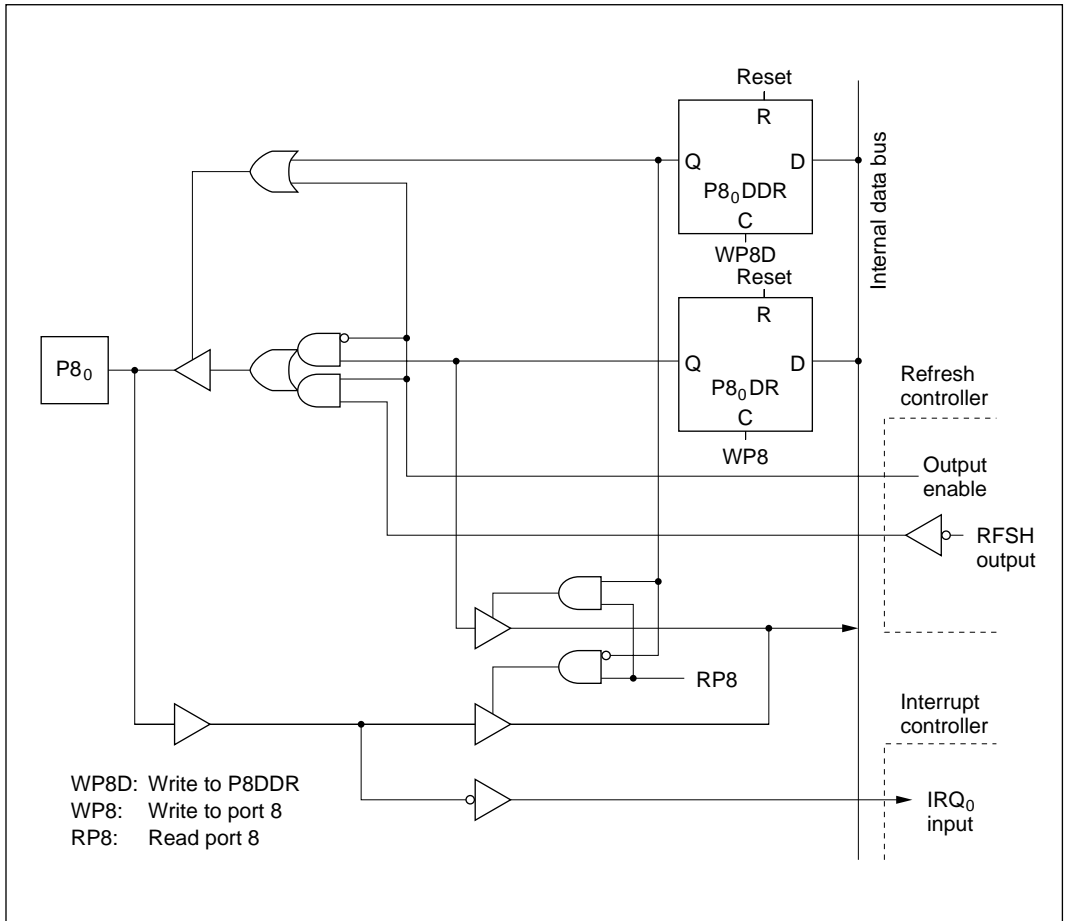 Reset
R
Q
D
P8₀DDR
C
WP8D
Internal data bus
Reset
R
Q
D
P8₀DR
C
WP8
P8₀
Refresh
controller
Output
enable
RFSH
output
RP8
Interrupt
controller
IRQ₀
input
WP8D: Write to P8DDR
WP8: Write to port 8
RP8: Read port 8